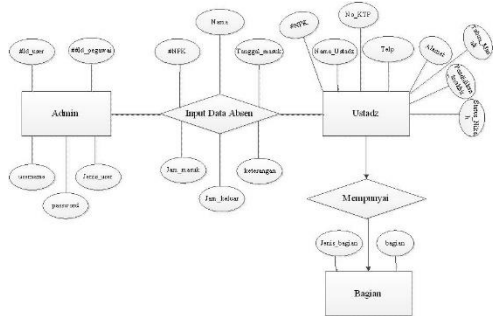 Nama
#NPK
No_KTP
#Id_user
##Id_pegawai
#NPK
Tanggal_masuk
Nama_Ustadz
Telp
Alamat
Admin
Input Data Absen
Ustadz
username
password
Jenis_user
Jam_masuk
Jam_keluar
keterangan
Mempunyai
Jenis_bagian
bagian
Bagian